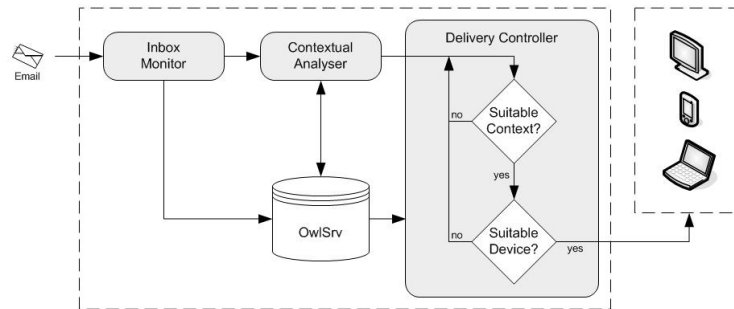 Email
Inbox
Monitor
Contextual
Analyser
Delivery Controller
Suitable
Context?
no
yes
OwlSrv
Suitable
Device?
no
yes